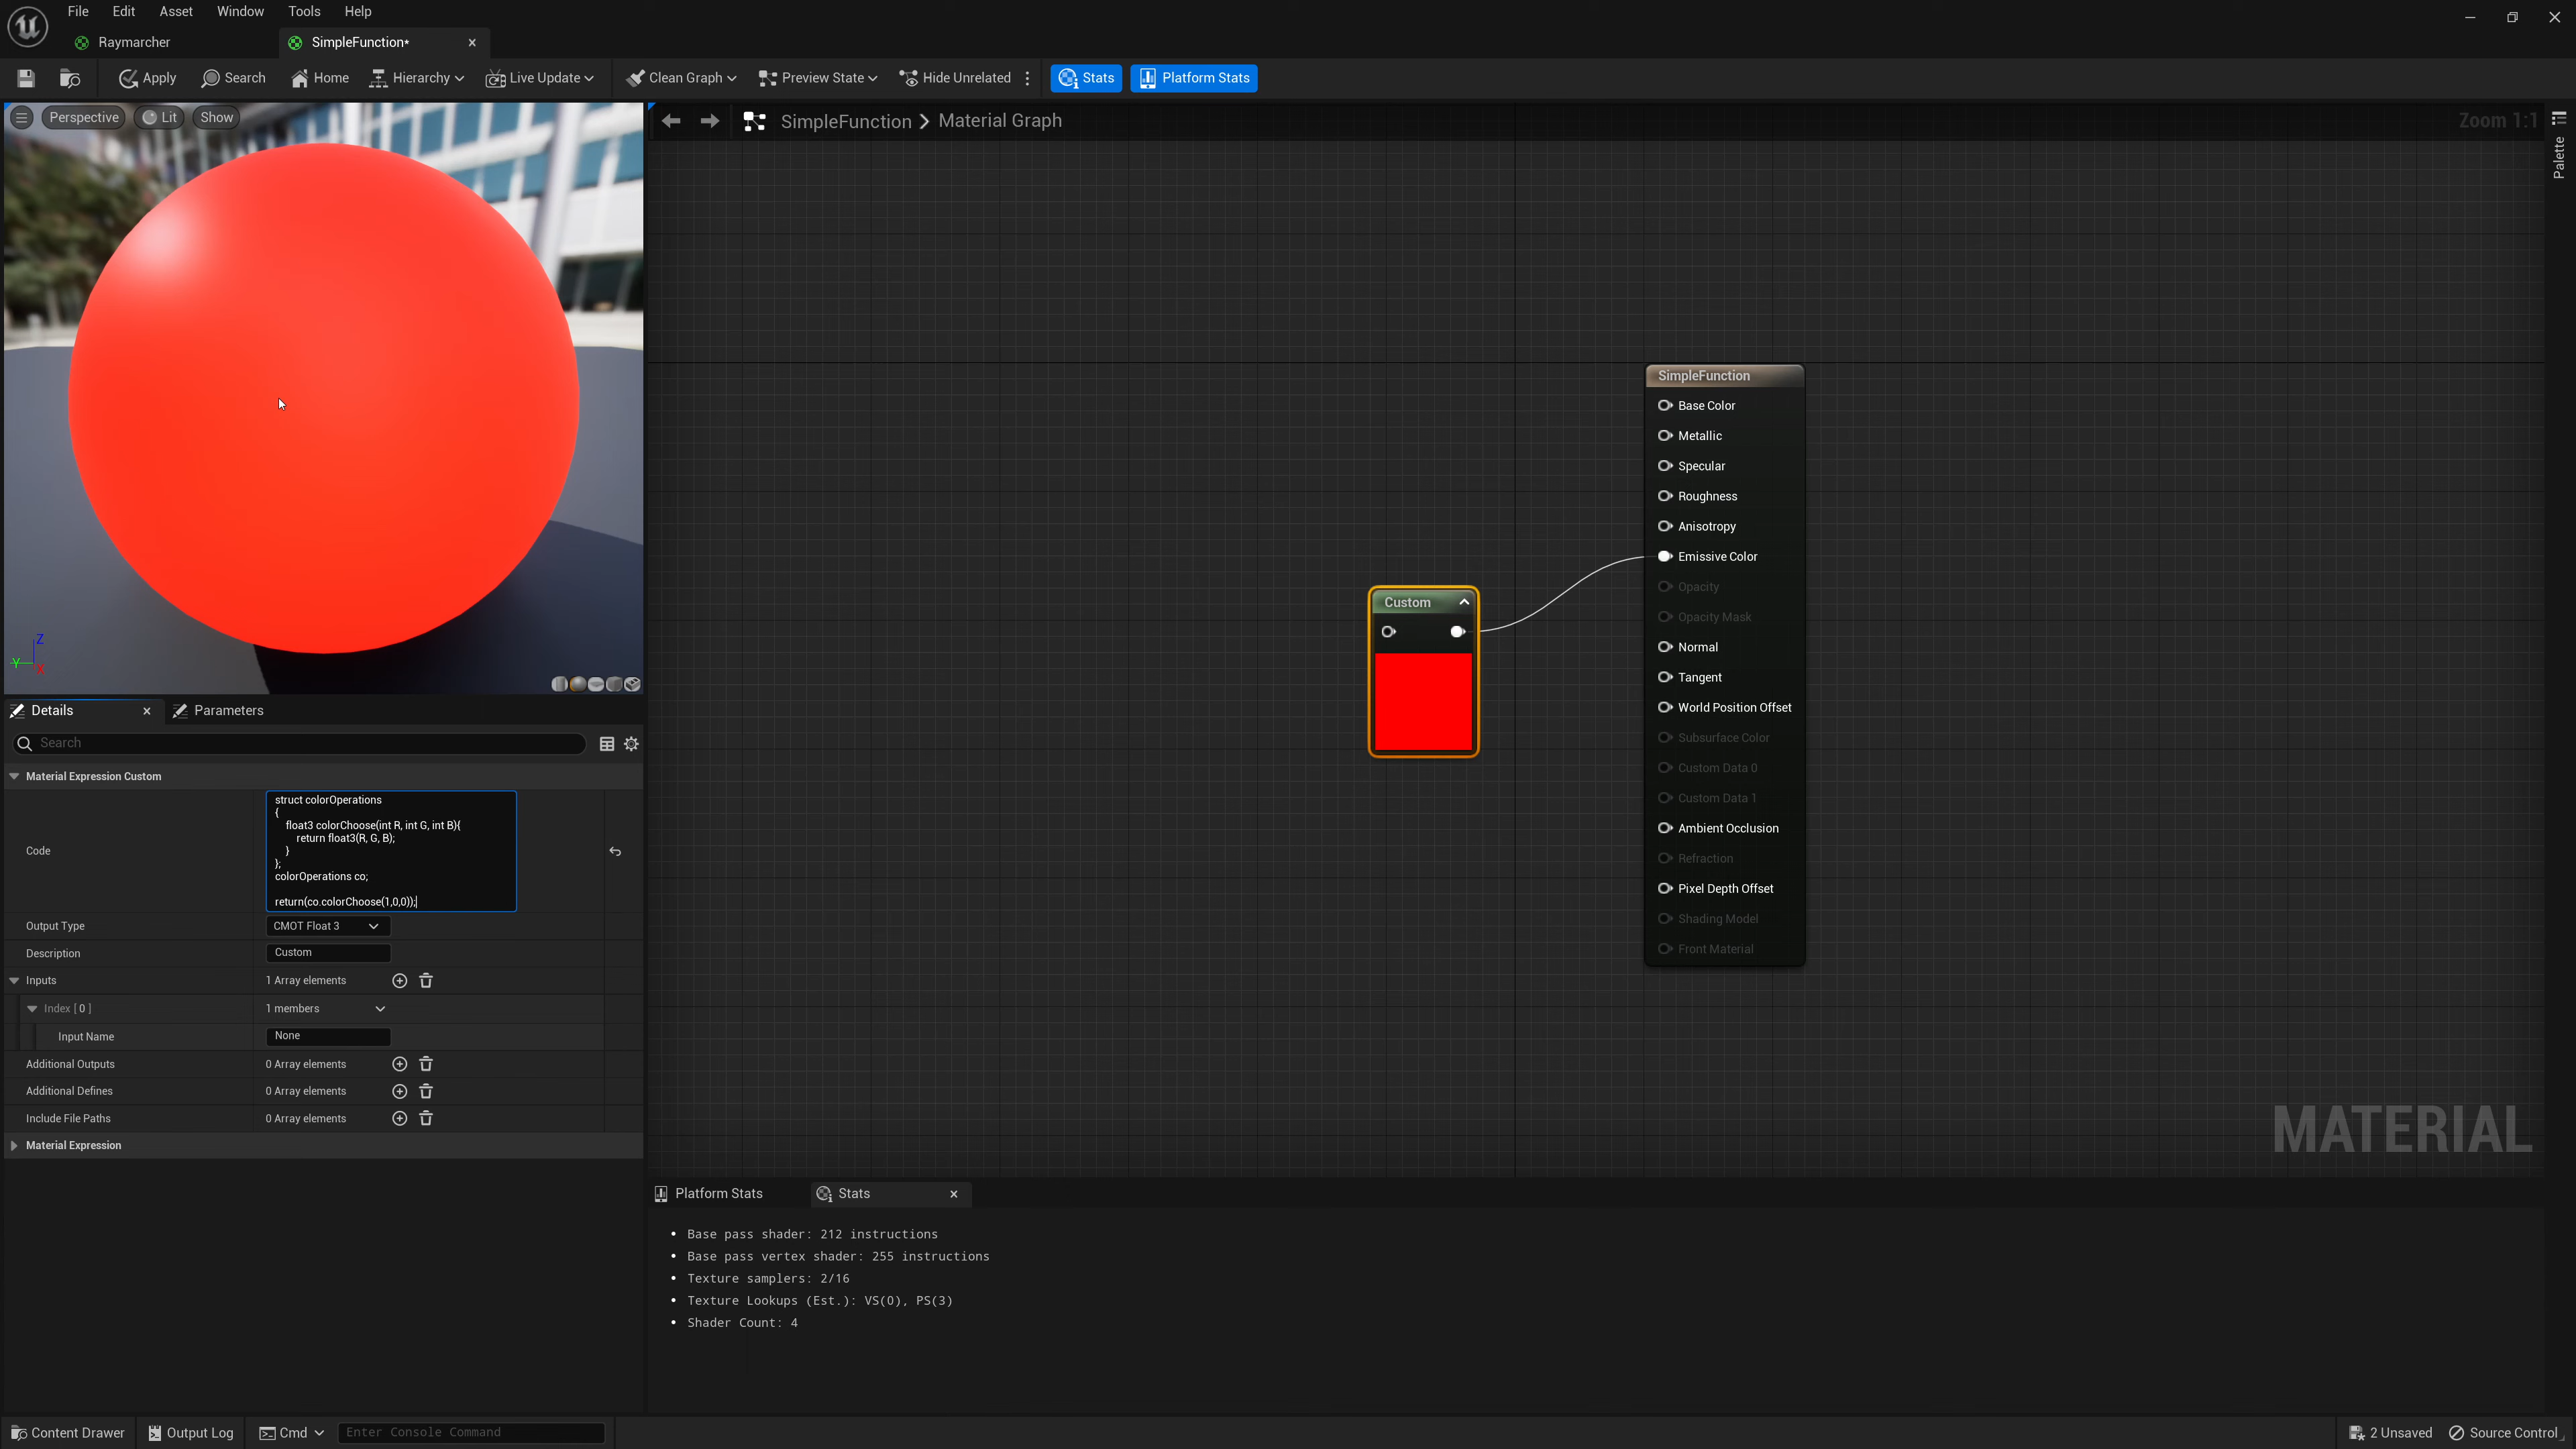 File Edit Asset Window Tools Help
Raymarcher
SimpleFunction*
Apply Search Home Hierarchy Live Update Clean Graph Preview State Hide Unrelated Stats Platform Stats
Perspective Lit Show
SimpleFunction > Material Graph
Zoom 1:1
Palette
SimpleFunction
Base Color
Metallic
Specular
Roughness
Anisotropy
Emissive Color
Opacity
Opacity Mask
Normal
Tangent
World Position Offset
Subsurface Color
Custom Data 0
Custom Data 1
Ambient Occlusion
Refraction
Pixel Depth Offset
Shading Model
Front Material
Custom
Z
Y
X
MATERIAL
Details Parameters
Search
Material Expression Custom
Code
struct colorOperations
{
float3 colorChoose(int R, int G, int B){
return float3(R, G, B);
}
};
colorOperations co;
return(co.colorChoose(1,0,0));
Output Type CMOT Float 3
Description Custom
Inputs 1 Array elements
Index [ 0 ] 1 members
Input Name None
Additional Outputs 0 Array elements
Additional Defines 0 Array elements
Include File Paths 0 Array elements
Material Expression
Platform Stats Stats
• Base pass shader: 212 instructions
• Base pass vertex shader: 255 instructions
• Texture samplers: 2/16
• Texture Lookups (Est.): VS(0), PS(3)
• Shader Count: 4
Content Drawer Output Log Cmd Enter Console Command 2 Unsaved Source Control